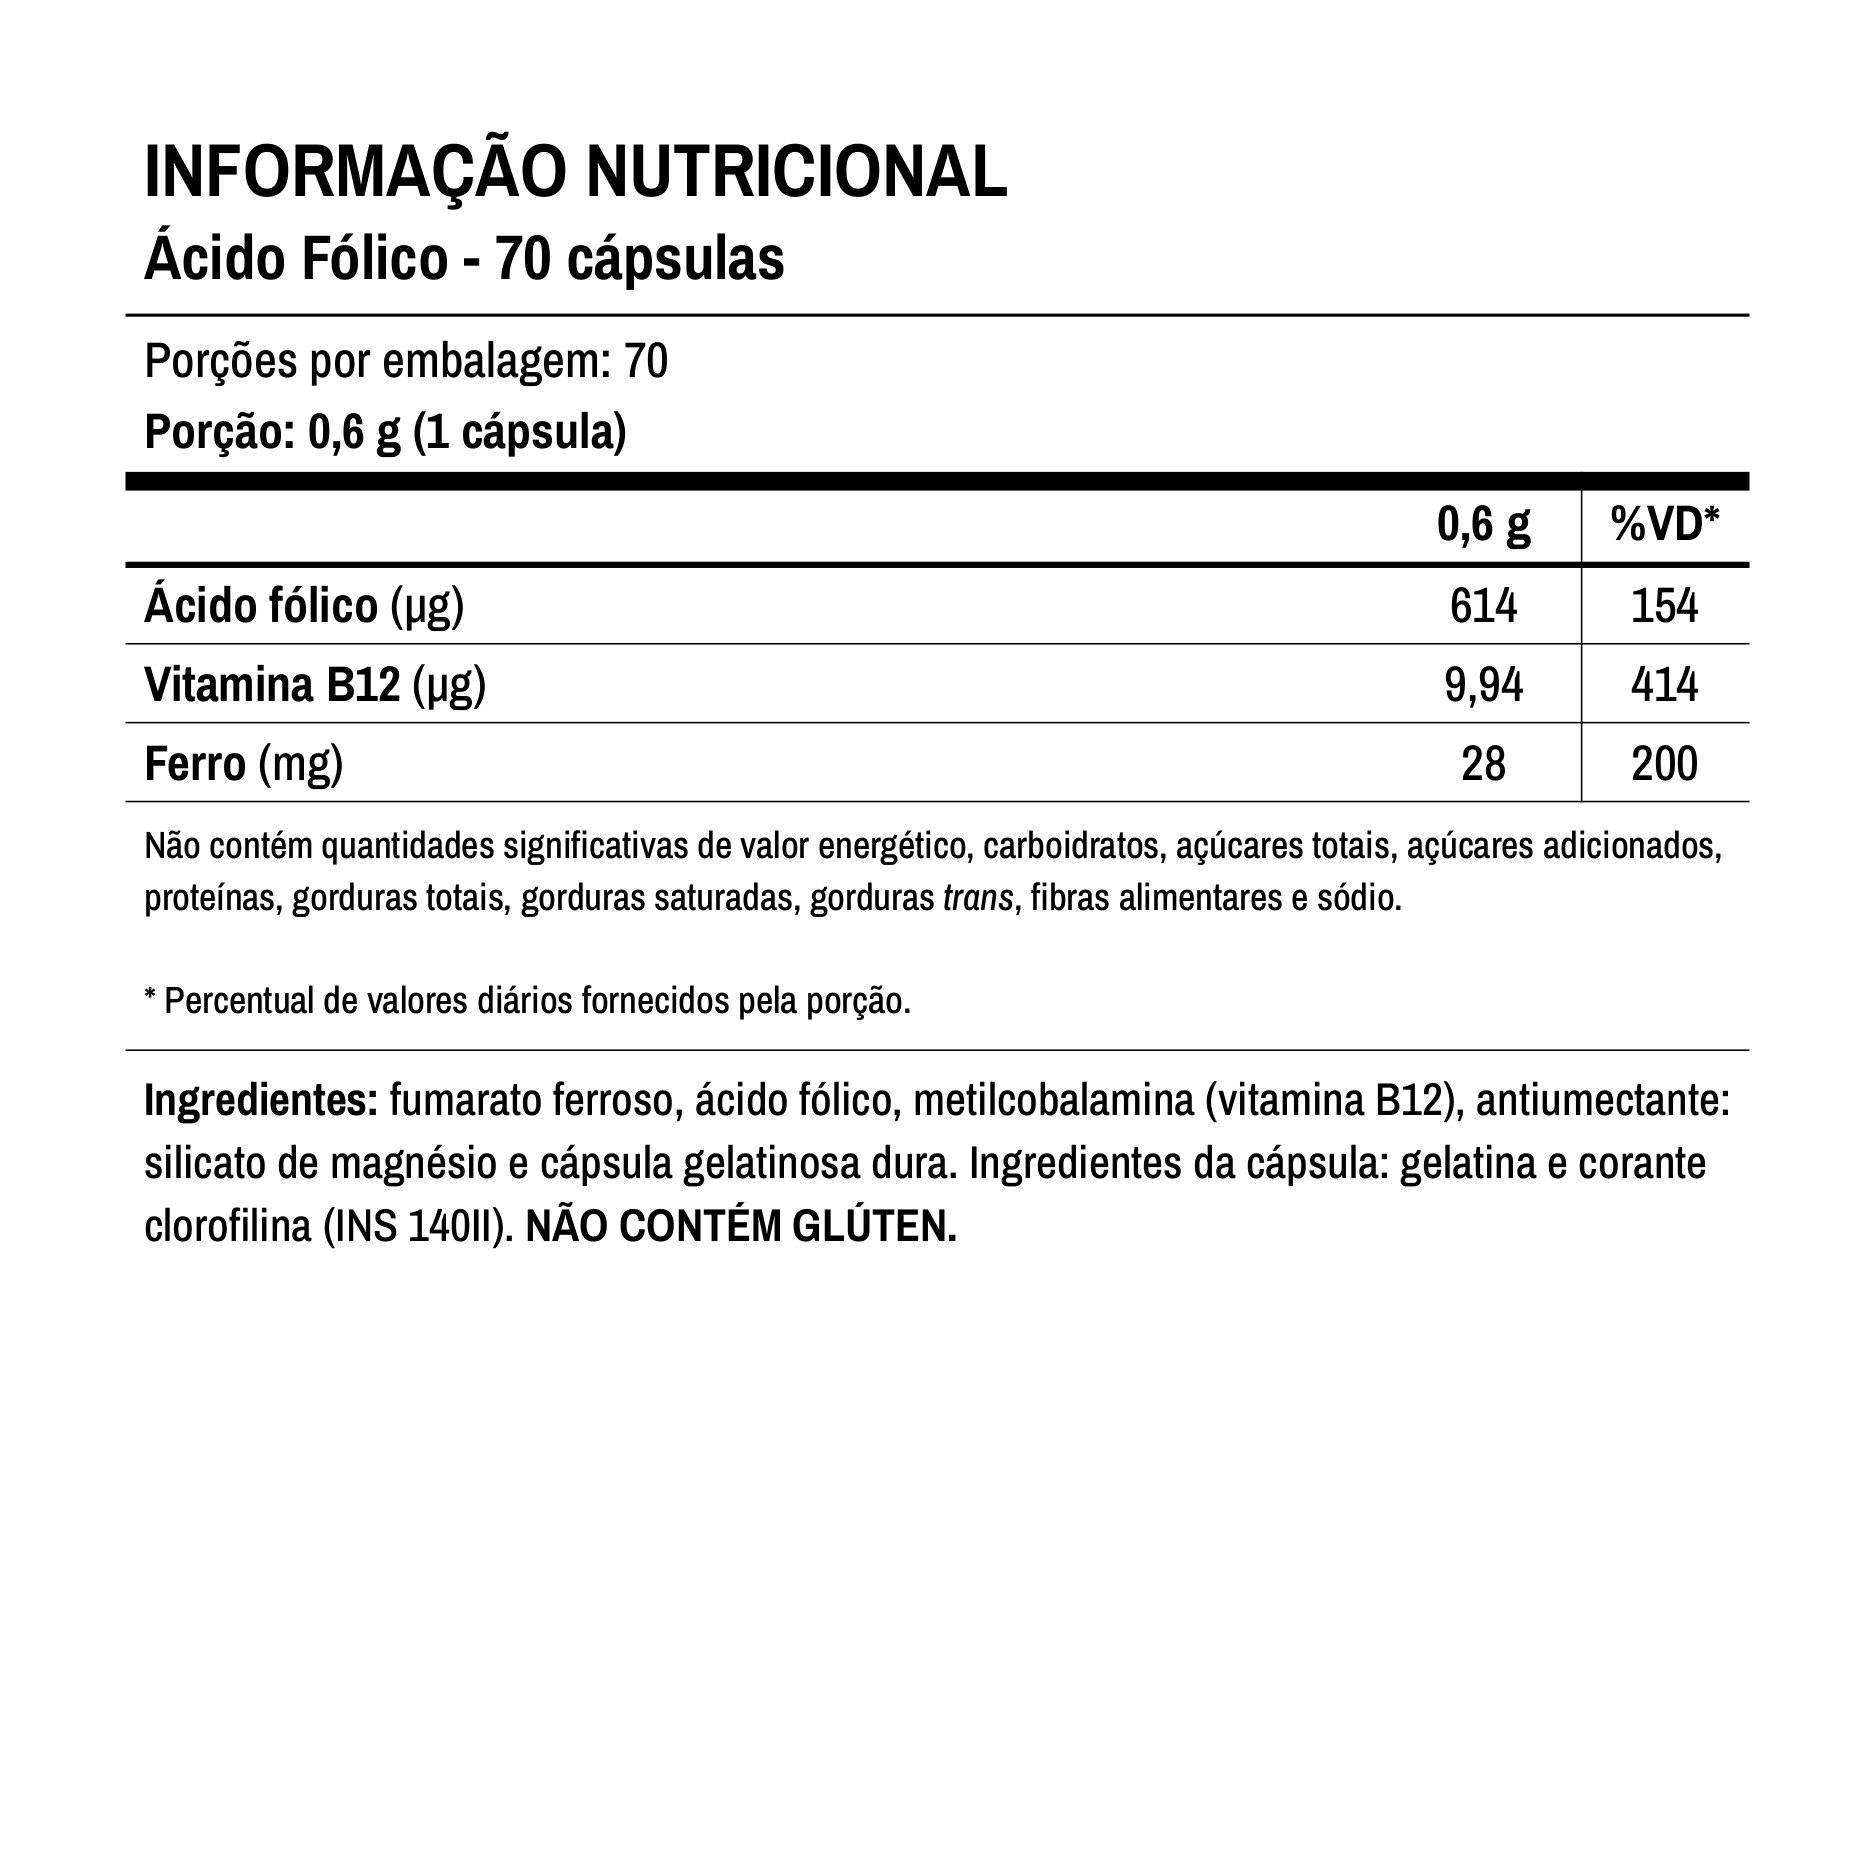 INFORMAÇÃO NUTRICIONAL
Ácido Fólico - 70 cápsulas
Porções por embalagem: 70
Porção: 0,6 g (1 cápsula)
0,6 g %VD*
Ácido fólico (µg) 614 154
Vitamina B12 (µg) 9,94 414
Ferro (mg) 28 200
Não contém quantidades significativas de valor energético, carboidratos, açúcares totais, açúcares adicionados,
proteínas, gorduras totais, gorduras saturadas, gorduras trans, fibras alimentares e sódio.
* Percentual de valores diários fornecidos pela porção.
Ingredientes: fumarato ferroso, ácido fólico, metilcobalamina (vitamina B12), antiumectante:
silicato de magnésio e cápsula gelatinosa dura. Ingredientes da cápsula: gelatina e corante
clorofilina (INS 140II). NÃO CONTÉM GLÚTEN.